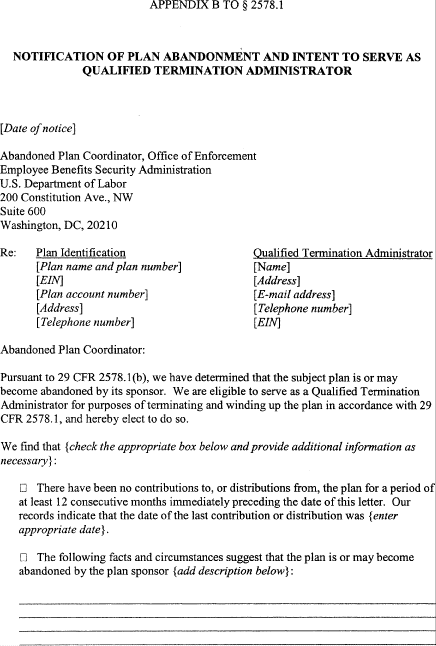 APPENDIX B TO § 2578.1
NOTIFICATION OF PLAN ABANDONMENT AND INTENT TO SERVE AS
QUALIFIED TERMINATION ADMINISTRATOR
[Date of notice]
Abandoned Plan Coordinator, Office of Enforcement
Employee Benefits Security Administration
U.S. Department of Labor
200 Constitution Ave., NW
Suite 600
Washington, DC, 20210
Re: Plan Identification Qualified Termination Administrator
[Plan name and plan number] [Name]
[EIN] [Address]
[Plan account number] [E-mail address]
[Address] [Telephone number]
[Telephone number] [EIN]
Abandoned Plan Coordinator:
Pursuant to 29 CFR 2578.1(b), we have determined that the subject plan is or may
become abandoned by its sponsor. We are eligible to serve as a Qualified Termination
Administrator for purposes of terminating and winding up the plan in accordance with 29
CFR 2578.1, and hereby elect to do so.
We find that {check the appropriate box below and provide additional information as
necessary}:
☐ There have been no contributions to, or distributions from, the plan for a period of
at least 12 consecutive months immediately preceding the date of this letter. Our
records indicate that the date of the last contribution or distribution was {enter
appropriate date}.
☐ The following facts and circumstances suggest that the plan is or may become
abandoned by the plan sponsor {add description below}: